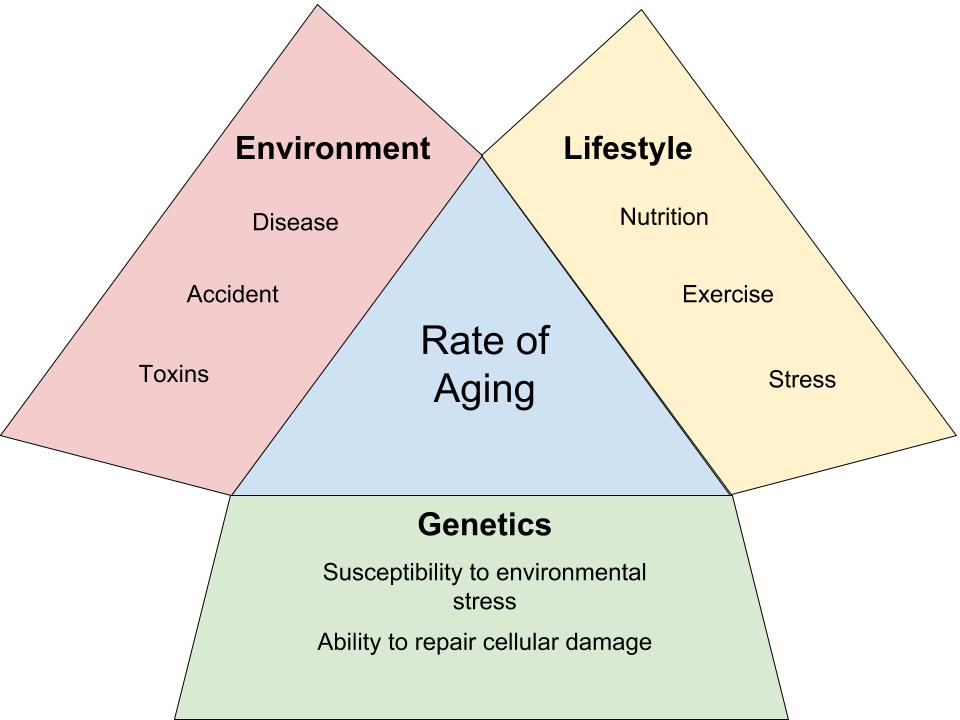 Environment
Disease
Accident
Toxins
Lifestyle
Nutrition
Exercise
Stress
Rate of
Aging
Genetics
Susceptibility to environmental
stress
Ability to repair cellular damage